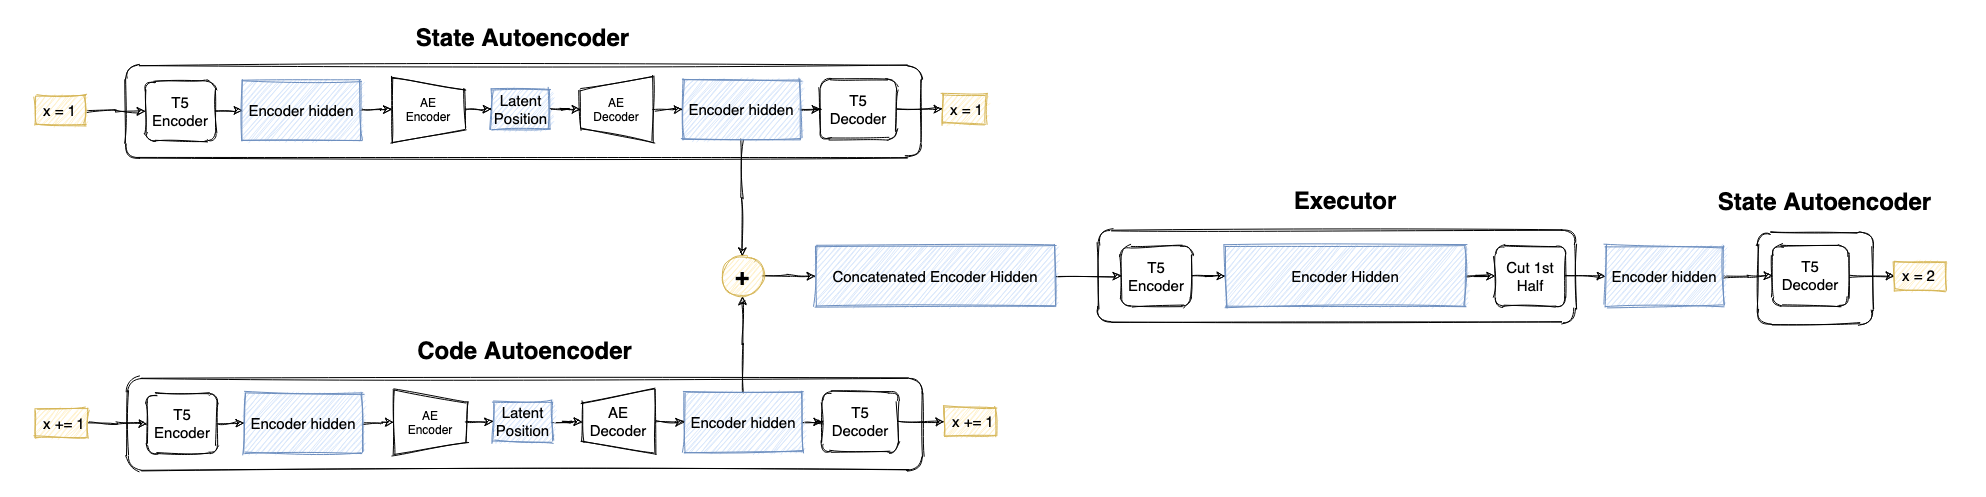 State Autoencoder
x = 1
T5
Encoder
Encoder hidden
AE
Encoder
Latent
Position
AE
Decoder
Encoder hidden
T5
Decoder
x = 1
Executor
State Autoencoder
+
Concatenated Encoder Hidden
T5
Encoder
Encoder Hidden
Cut 1st
Half
Encoder hidden
T5
Decoder
x = 2
Code Autoencoder
x += 1
T5
Encoder
Encoder hidden
AE
Encoder
Latent
Position
AE
Decoder
Encoder hidden
T5
Decoder
x += 1